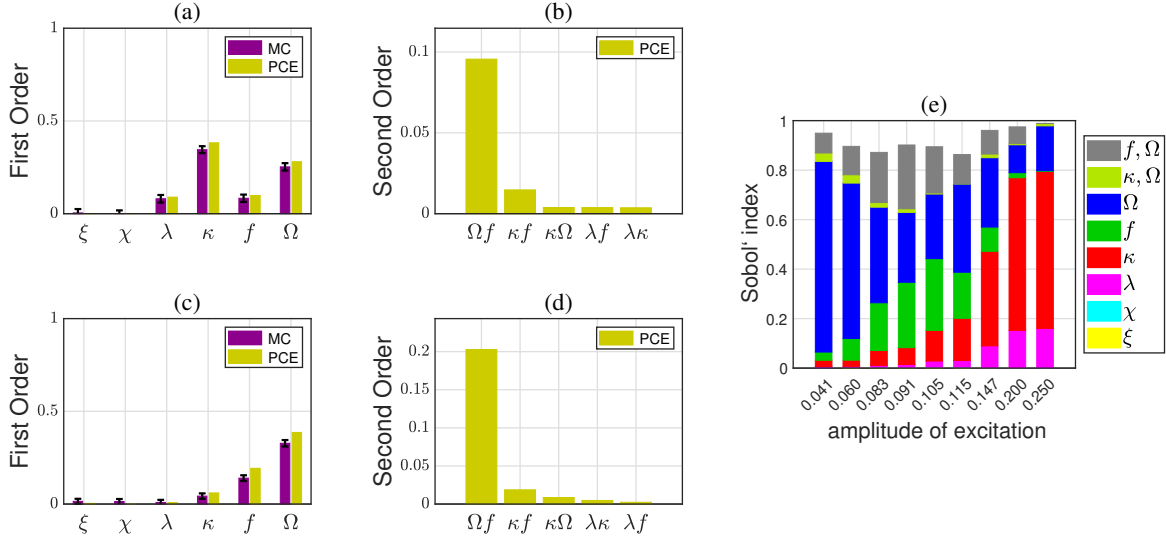 (a)
1
0.5
0
First Order
MC
PCE
ξ χ λ κ f Ω
(b)
0.1
0.05
0
Second Order
PCE
Ωf κf κΩ λf λκ
(c)
1
0.5
0
First Order
MC
PCE
ξ χ λ κ f Ω
(d)
0.2
0.15
0.1
0.05
0
Second Order
PCE
Ωf κf κΩ λκ λf
(e)
1
0.8
0.6
0.4
0.2
0
Sobol‘ index
0.041 0.060 0.083 0.091 0.105 0.115 0.147 0.200 0.250
amplitude of excitation
f, Ω
κ, Ω
Ω
f
κ
λ
χ
ξ